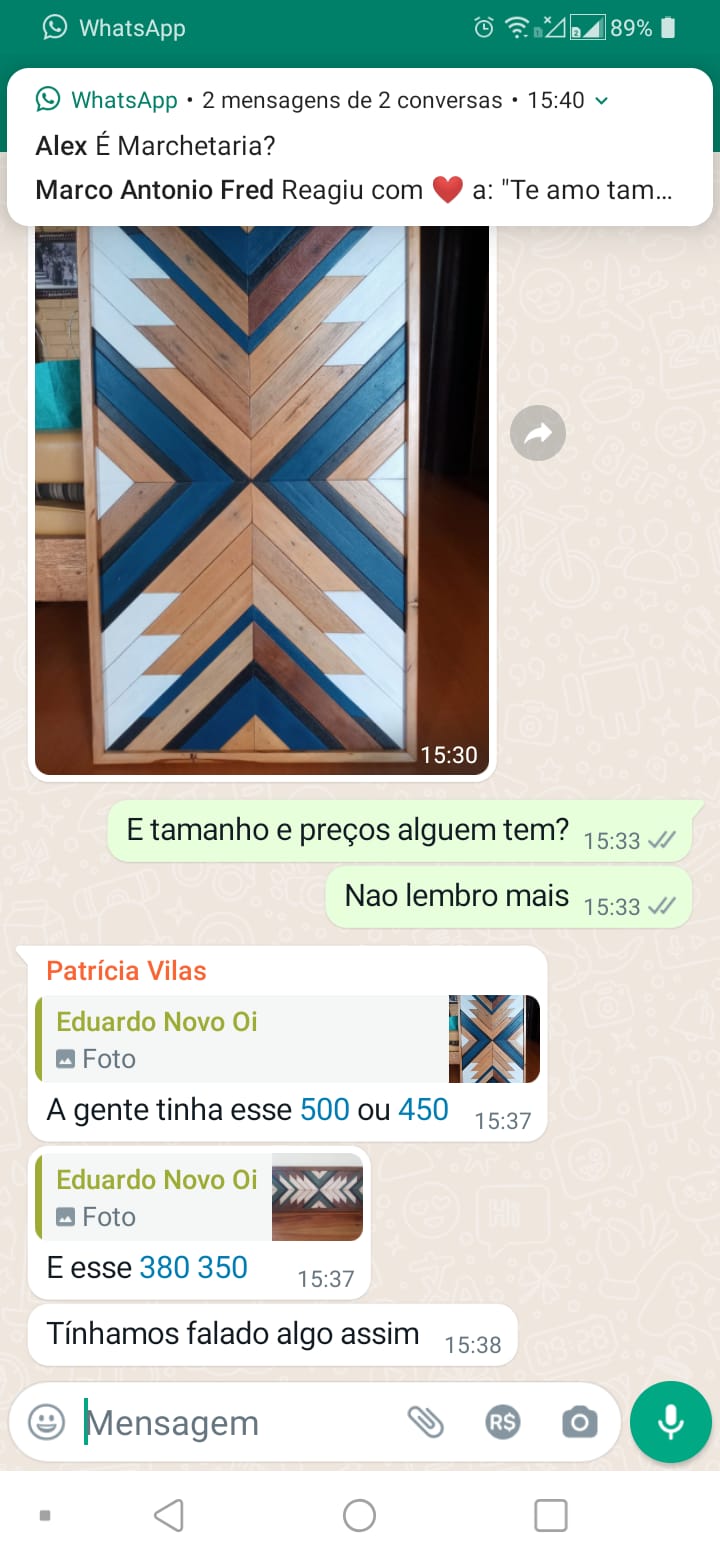 WhatsApp
89%
WhatsApp • 2 mensagens de 2 conversas • 15:40
Alex É Marchetaria?
Marco Antonio Fred Reagiu com ❤️ a: "Te amo tam...
15:30
E tamanho e preços alguem tem? 15:33
Nao lembro mais 15:33
Patrícia Vilas
Eduardo Novo Oi
Foto
A gente tinha esse 500 ou 450 15:37
Eduardo Novo Oi
Foto
E esse 380 350 15:37
Tínhamos falado algo assim 15:38
Mensagem
R$